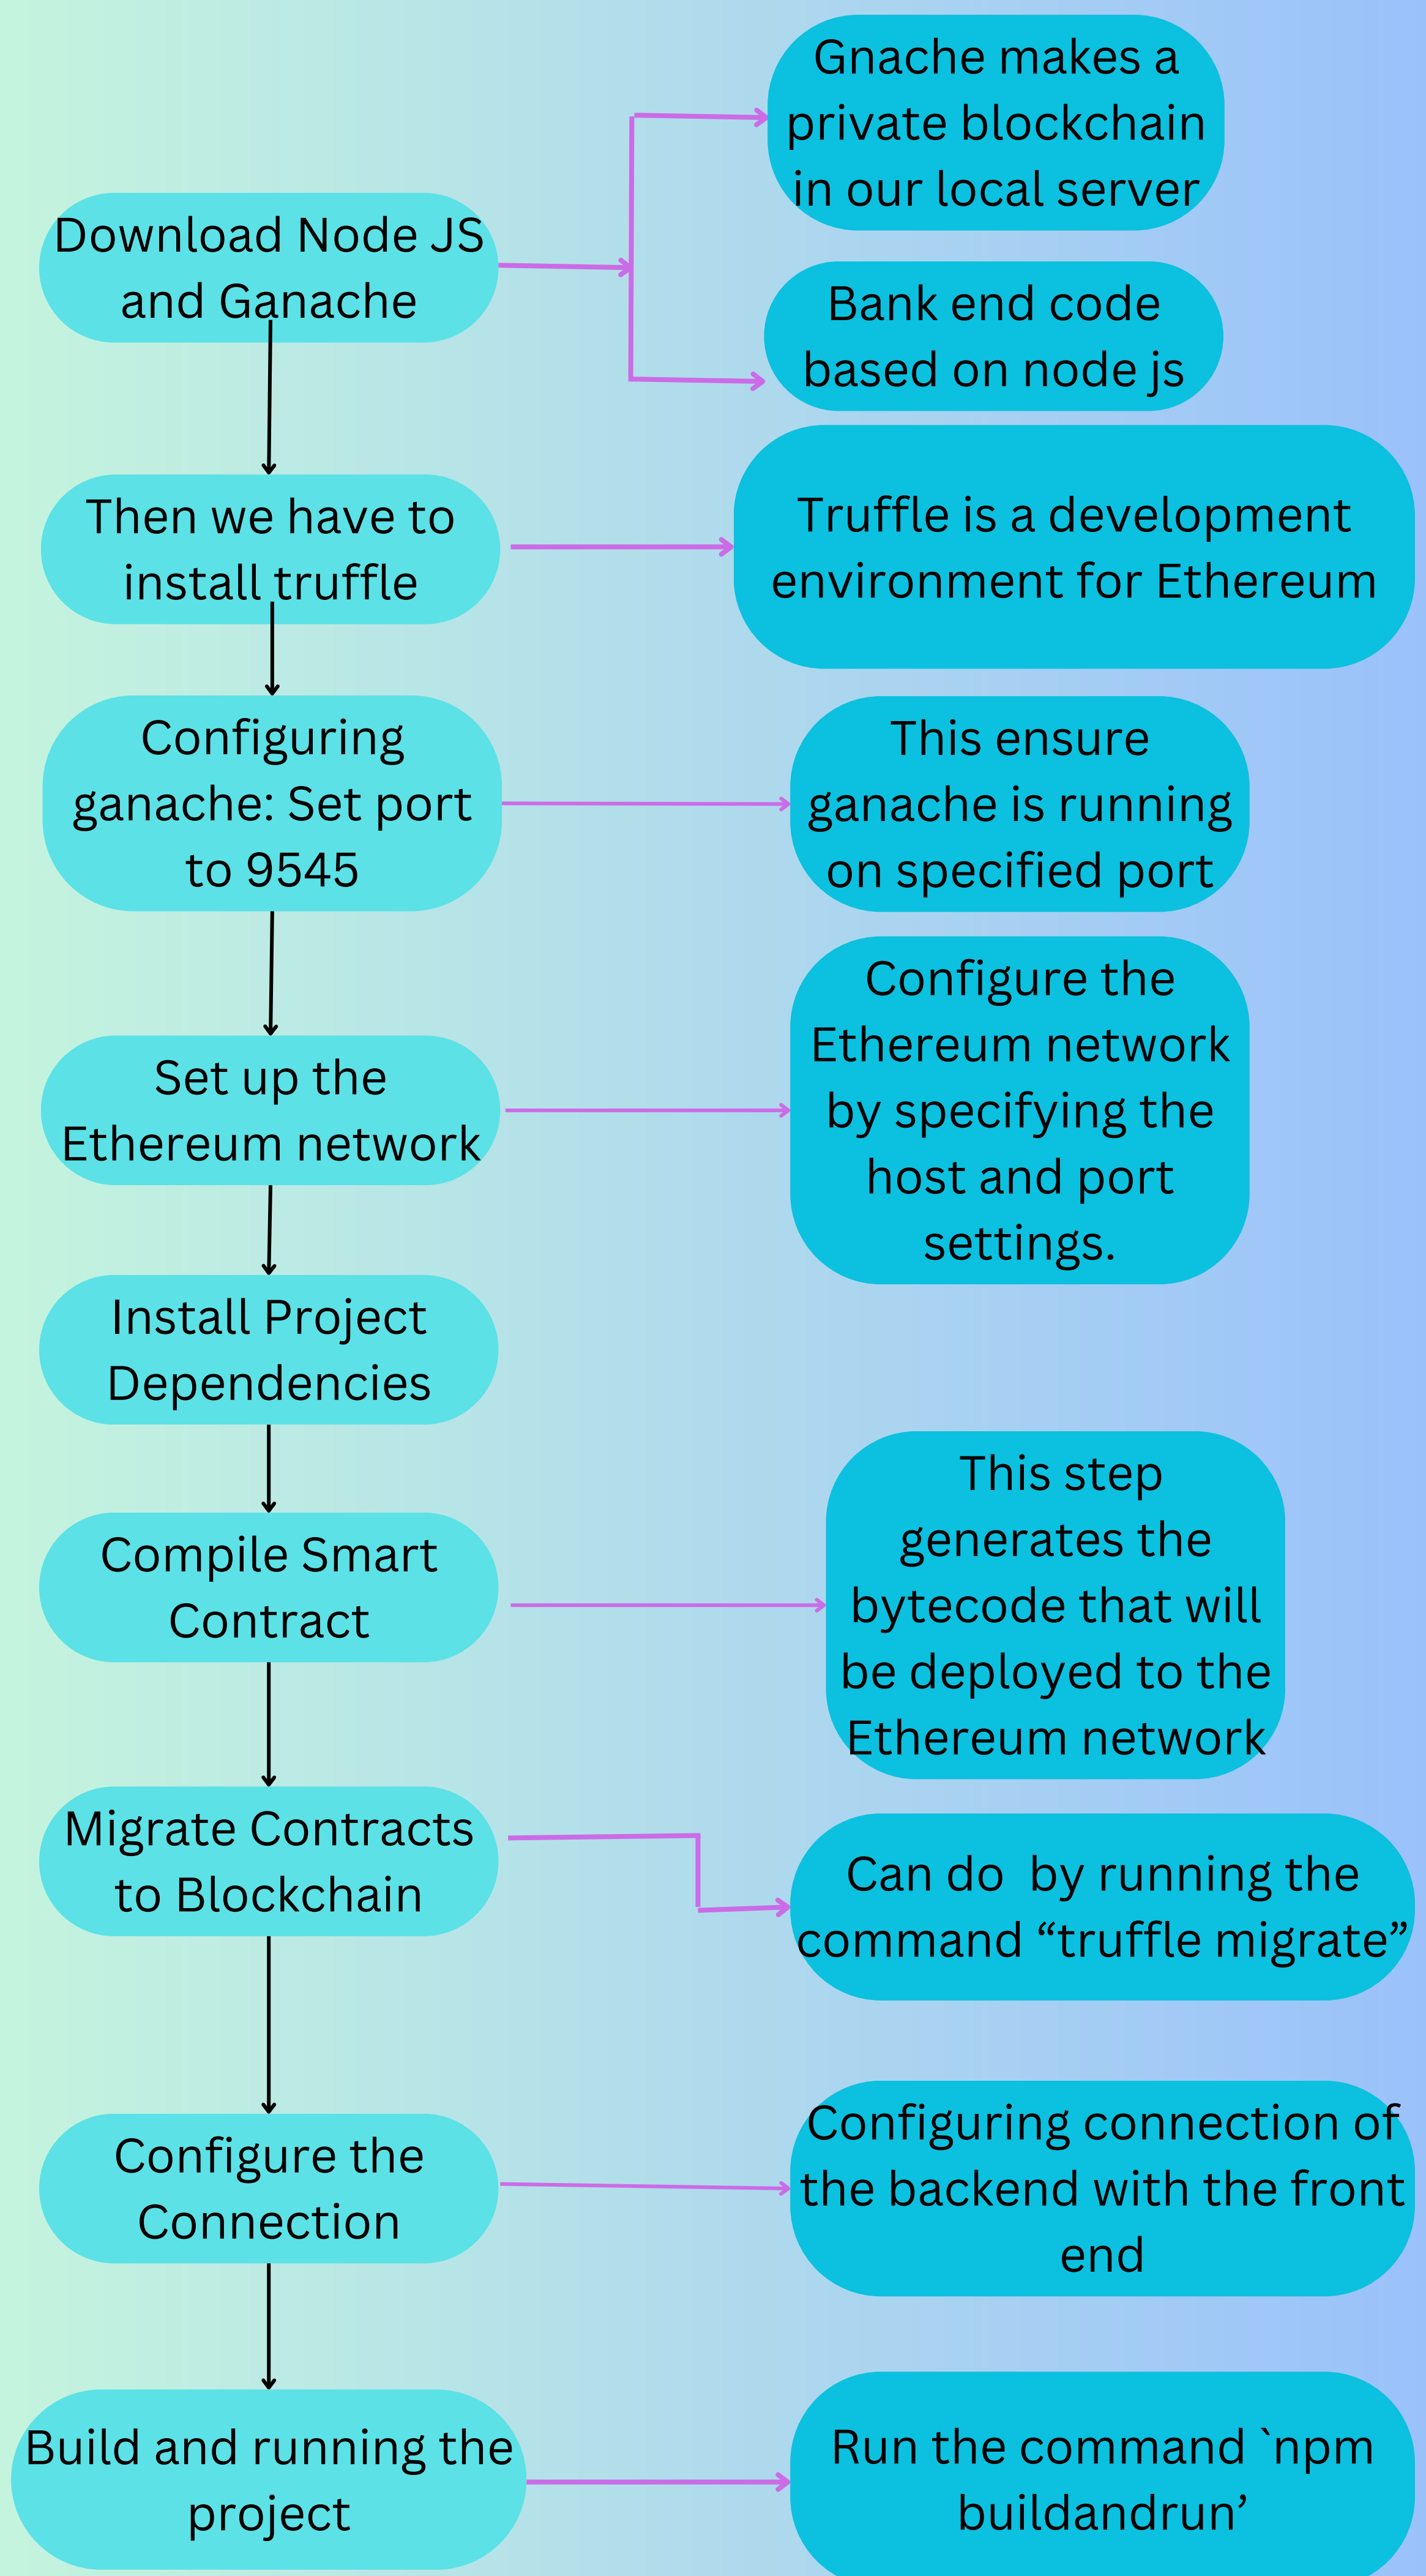 Gnache makes a
private blockchain
in our local server
Download Node JS
and Ganache
Bank end code
based on node js
Then we have to
install truffle
Truffle is a development
environment for Ethereum
Configuring
ganache: Set port
to 9545
This ensure
ganache is running
on specified port
Set up the
Ethereum network
Configure the
Ethereum network
by specifying the
host and port
settings.
Install Project
Dependencies
Compile Smart
Contract
This step
generates the
bytecode that will
be deployed to the
Ethereum network
Migrate Contracts
to Blockchain
Can do  by running the
command “truffle migrate”
Configure the
Connection
Configuring connection of
the backend with the front
end
Build and running the
project
Run the command `npm
buildandrun’